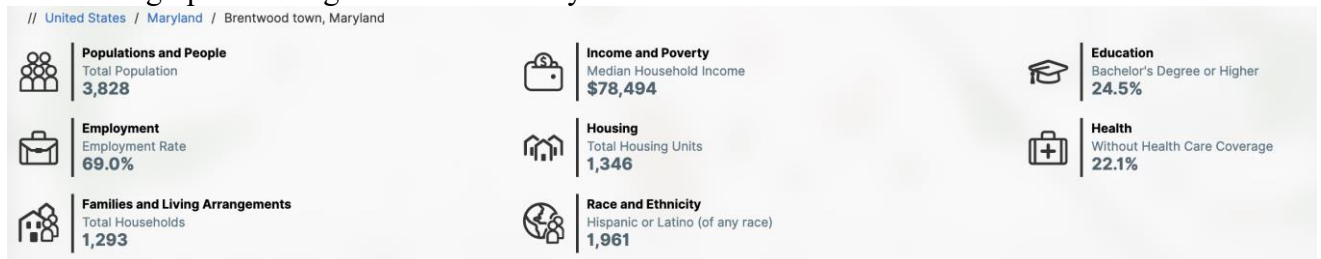 // United States / Maryland / Brentwood town, Maryland
Populations and People
Total Population
3,828
Income and Poverty
Median Household Income
$78,494
Education
Bachelor's Degree or Higher
24.5%
Employment
Employment Rate
69.0%
Housing
Total Housing Units
1,346
Health
Without Health Care Coverage
22.1%
Families and Living Arrangements
Total Households
1,293
Race and Ethnicity
Hispanic or Latino (of any race)
1,961